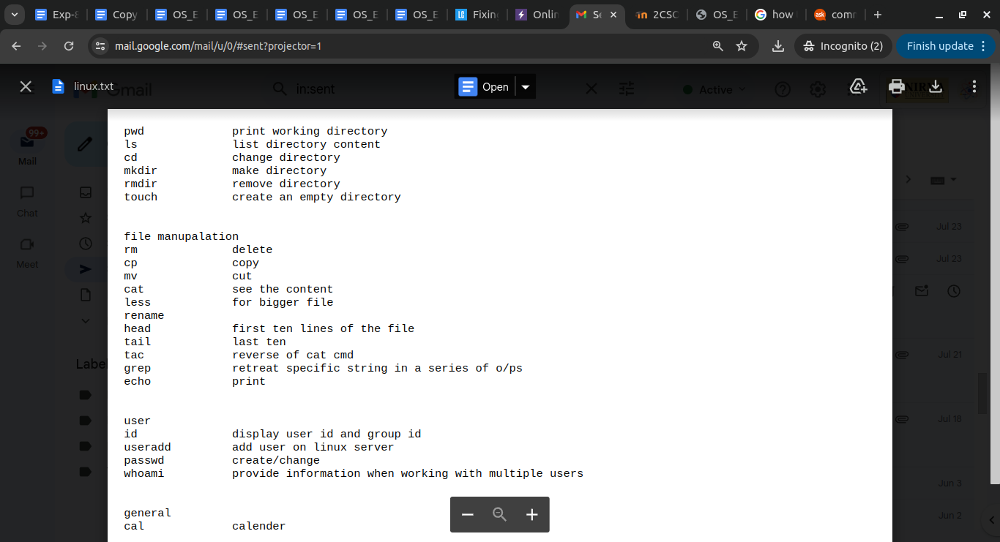 Exp-8
Copy
OS_E
OS_E
OS_E
OS_E
OS_E
Fixin
Onlin
Se
2CSO
OS_E
how
com
mail.google.com/mail/u/0/#sent?projector=1
Incognito (2)
Finish update
linux.txt
Gmail
in:sent
Open
Active
99+
Mail
Chat
Meet
Label
pwd print working directory
ls list directory content
cd change directory
mkdir make directory
rmdir remove directory
touch create an empty directory
file manupalation
rm delete
cp copy
mv cut
cat see the content
less for bigger file
rename
head first ten lines of the file
tail last ten
tac reverse of cat cmd
grep retreat specific string in a series of o/ps
echo print
user
id display user id and group id
useradd add user on linux server
passwd create/change
whoami provide information when working with multiple users
general
cal calender
Jul 23
Jul 23
Jul 21
Jul 18
Jun 3
Jun 2